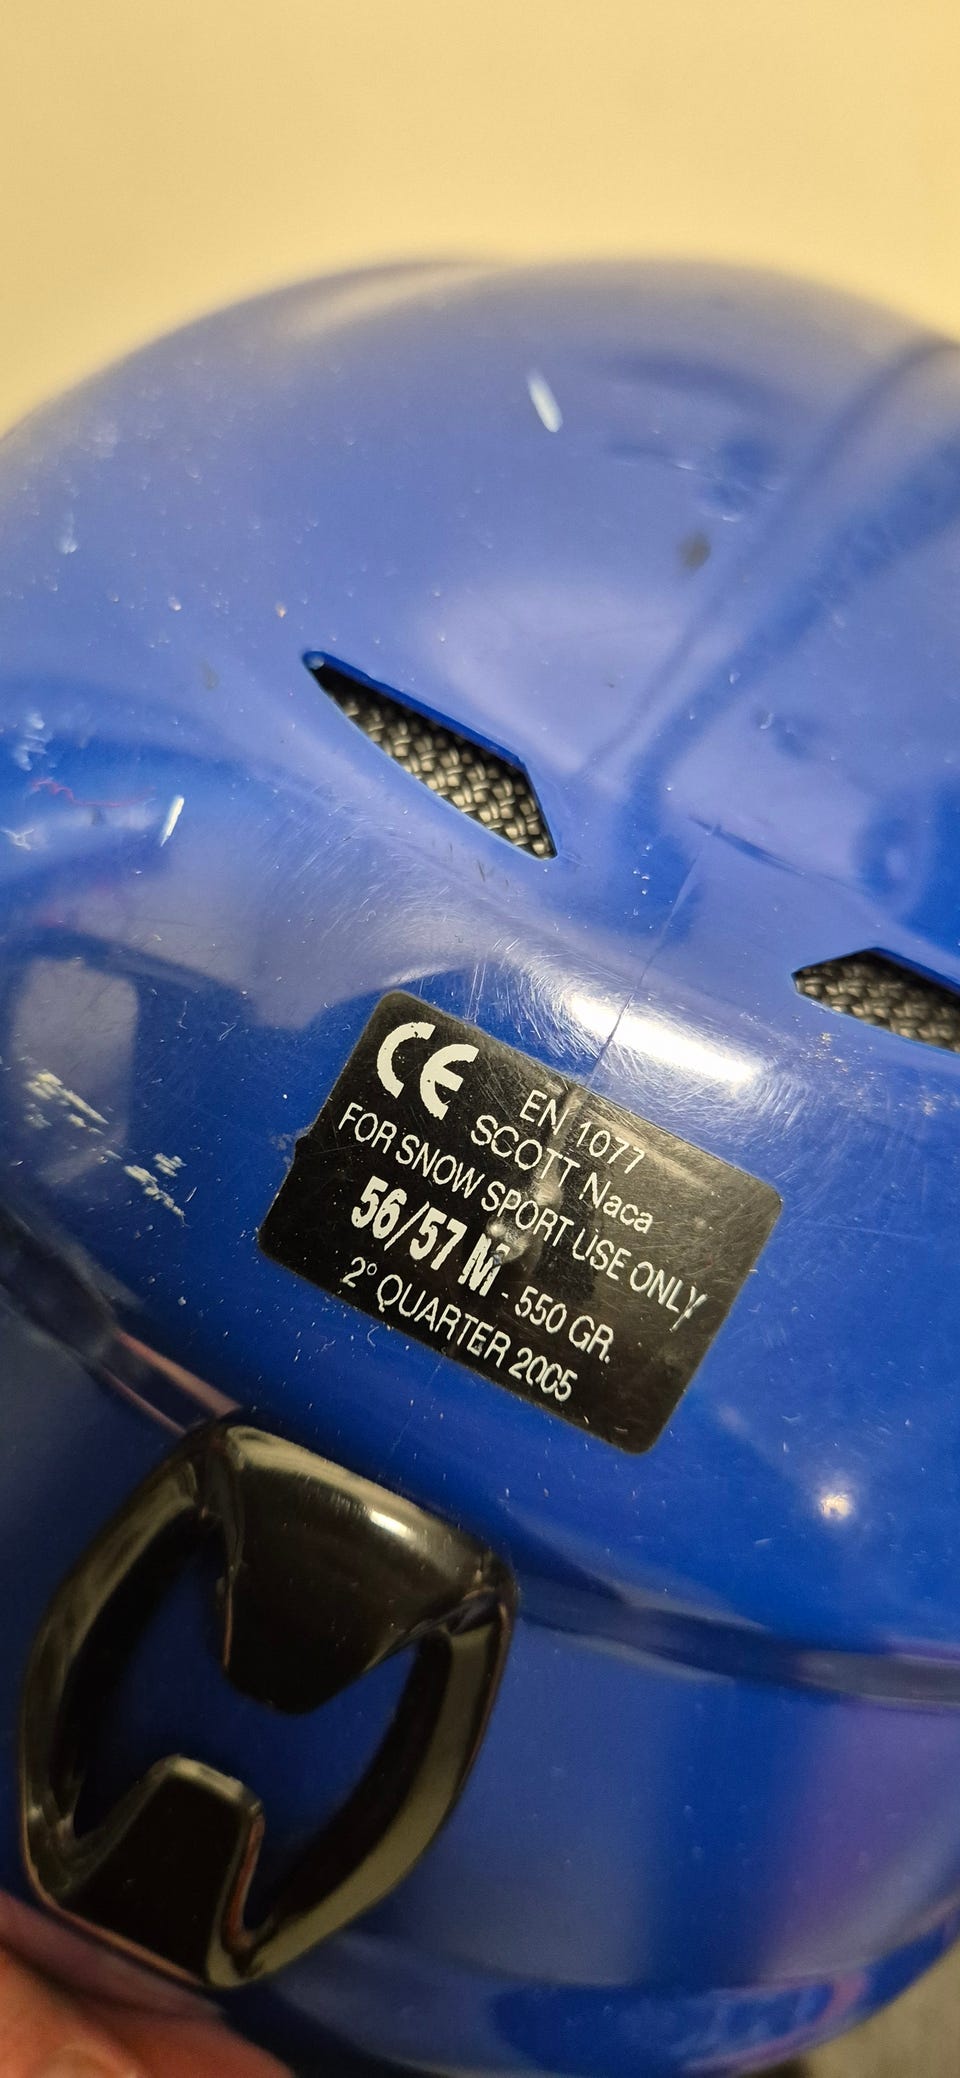 CE EN 1077
SCOTT Naca
FOR SNOW SPORT USE ONLY
56/57 M - 550 GR.
2° QUARTER 2005